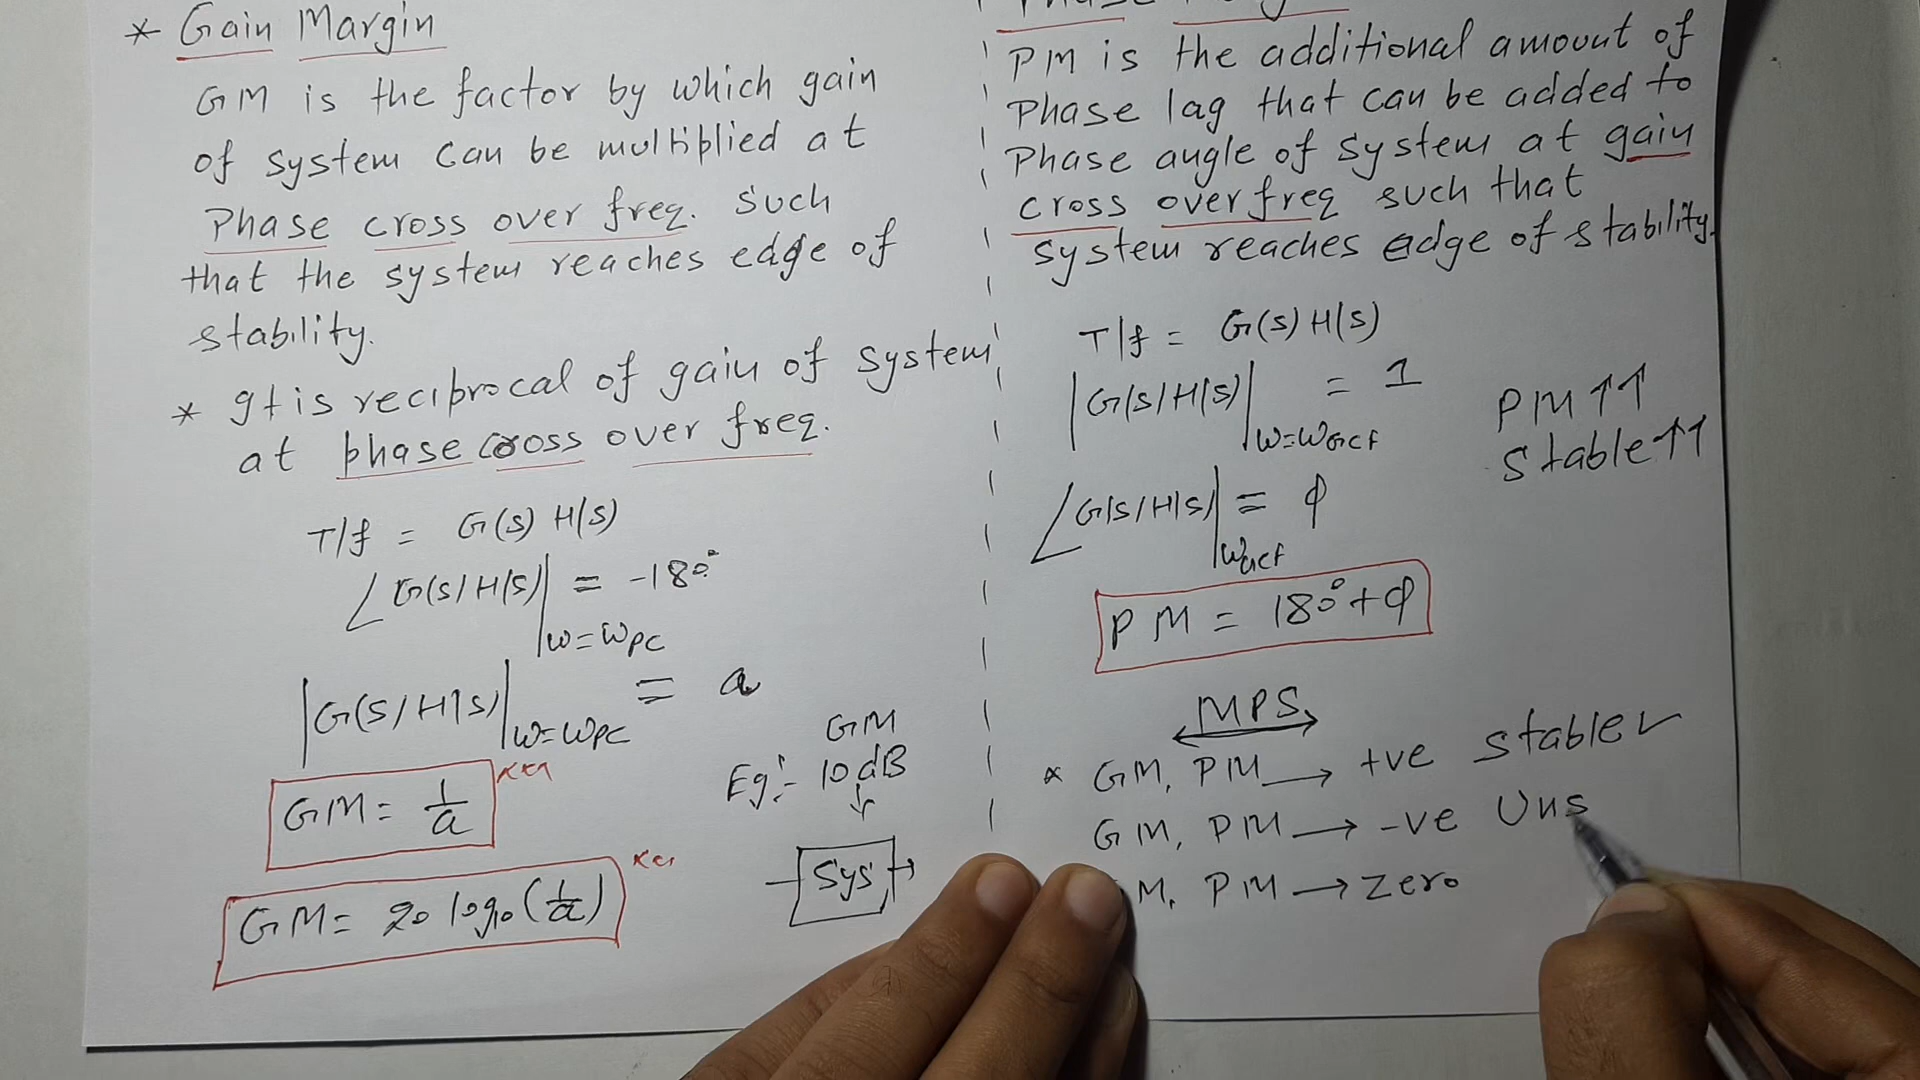 * Gain Margin
GM is the factor by which gain
of system can be multiplied at
Phase cross over freq. Such
that the system reaches edge of
stability.
* It is reciprocal of gain of system
at phase cross over freq.
T/f = G(s) H(s)
∠G(s)H(s)|ω=ωpc = -180°
|G(s)H(s)|ω=ωpc = a
GM = 1/a
GM = 20 log10 (1/a)
GM
Eg:- 10dB
Sys
PM is the additional amount of
Phase lag that can be added to
Phase angle of system at gain
cross over freq such that
system reaches edge of stability.
T/f = G(s) H(s)
|G(s)H(s)|ω=ωGCF = 1
PM ↑↑
Stable ↑↑
∠G(s)H(s)|ωGCF = φ
PM = 180° + φ
MPS
* GM, PM → +ve Stable ✓
GM, PM → -ve Uns
M, PM → Zero